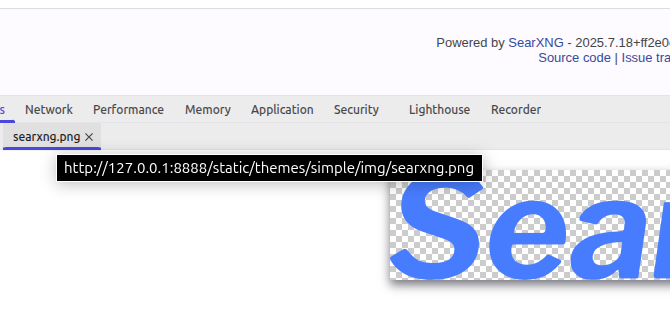 Powered by SearXNG - 2025.7.18+ff2e0
Source code | Issue tra
s Network Performance Memory Application Security Lighthouse Recorder
searxng.png ×
http://127.0.0.1:8888/static/themes/simple/img/searxng.png
Sear